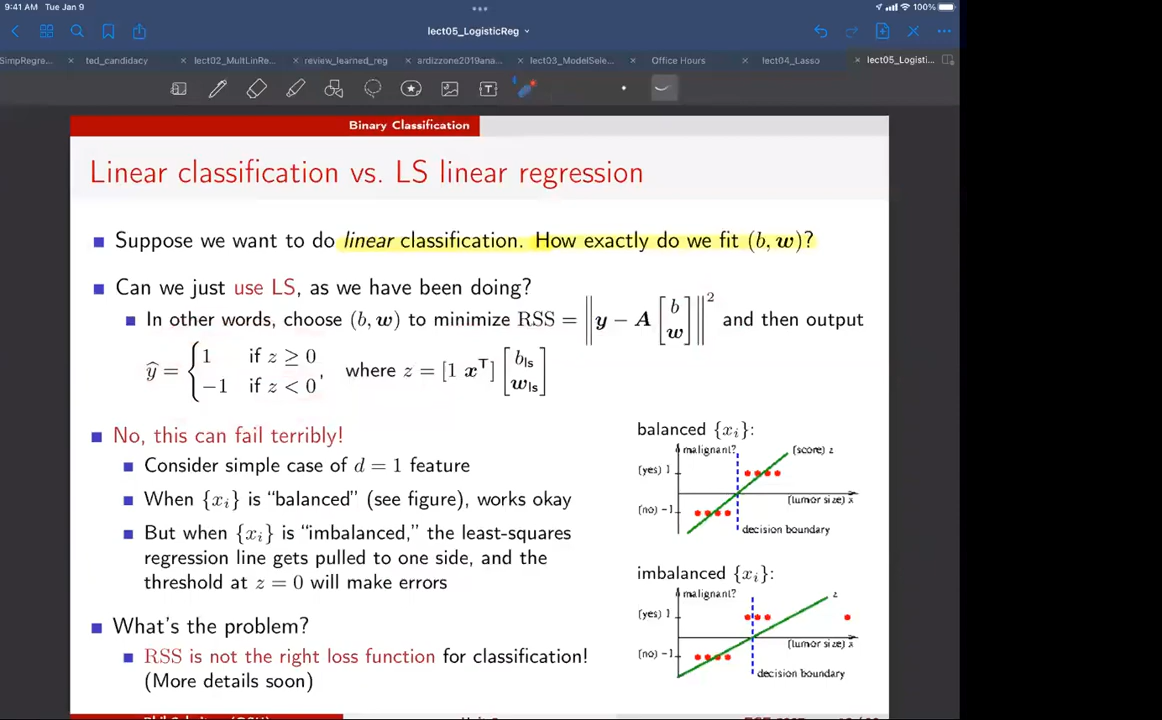 9:41 AM Tue Jan 9
100%
lect05_LogisticReg
SimpRegre...
ted_candidacy
lect02_MultLinRe...
review_learned_reg
ardizzone2019ana...
lect03_ModelSele...
Office Hours
lect04_Lasso
lect05_Logisti...
Binary Classification
Linear classification vs. LS linear regression
Suppose we want to do linear classification. How exactly do we fit (b, w)?
Can we just use LS, as we have been doing?
In other words, choose (b, w) to minimize RSS = ‖y − A [b w]‖² and then output
ŷ = { 1 if z ≥ 0
−1 if z < 0 , where z = [1 xᵀ] [b_ls w_ls]
No, this can fail terribly!
Consider simple case of d = 1 feature
When {x_i} is "balanced" (see figure), works okay
But when {x_i} is "imbalanced," the least-squares
regression line gets pulled to one side, and the
threshold at z = 0 will make errors
What's the problem?
RSS is not the right loss function for classification!
(More details soon)
balanced {x_i}:
malignant?
(score) z
(yes) 1
(tumor size) x
(no) −1
decision boundary
imbalanced {x_i}:
malignant?
z
(yes) 1
(tumor size) x
(no) −1
decision boundary